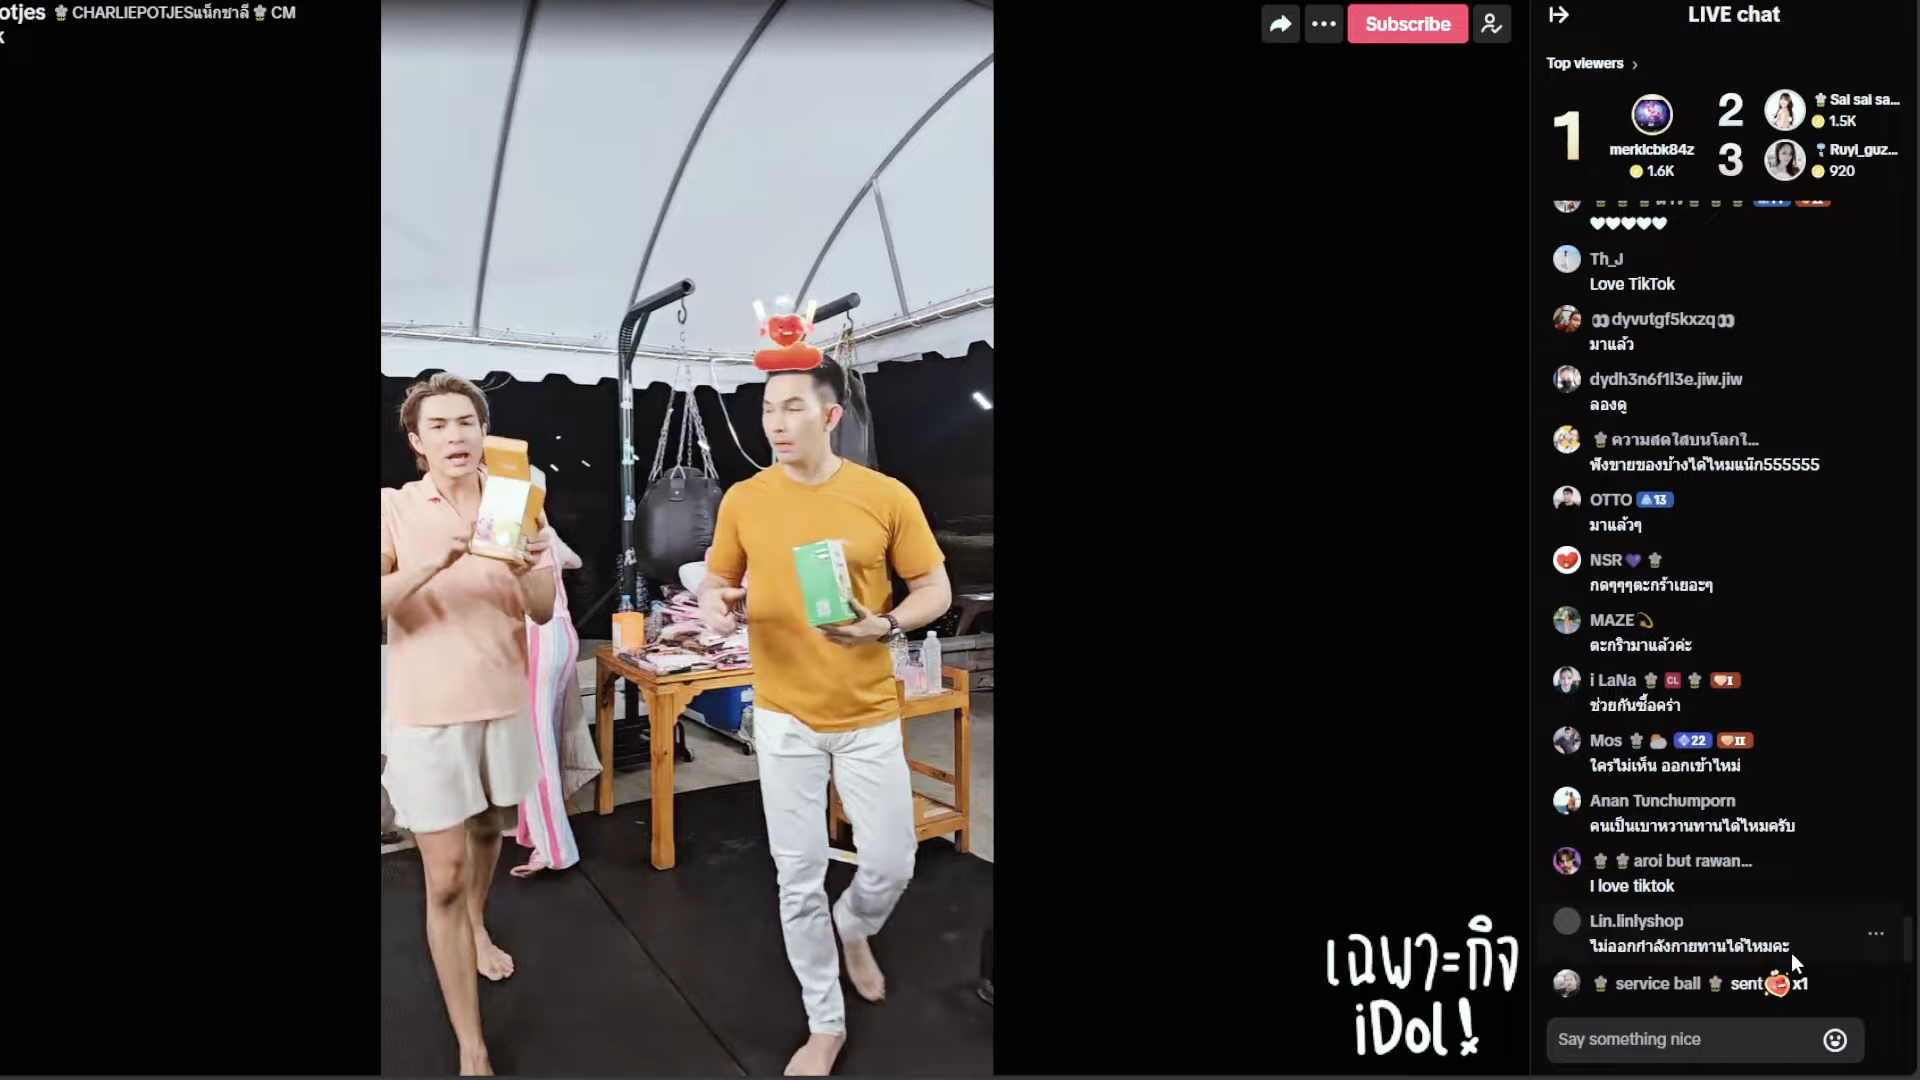 otjes CHARLIEPOTJESแน็กชาลี CM
Subscribe
LIVE chat
Top viewers
1
merklcbk84z
1.6K
2
Sai sai sa...
1.5K
3
Ruyi_guz...
920
Th_J
Love TikTok
dyvutgf5kxzq
มาแล้ว
dydh3n6f1l3e.jiw.jiw
ลองดู
ความสดใสบนโลกใ...
ฟังขายของบ้างได้ไหมแน๊ก555555
OTTO 13
มาแล้วๆ
NSR
กดๆๆๆตะกร้าเยอะๆ
MAZE
ตะกร้ามาแล้วค่ะ
i LaNa CL I
ช่วยกันซื้อคร่า
Mos 22 II
ใครไม่เห็น ออกเข้าใหม่
Anan Tunchumporn
คนเป็นเบาหวานทานได้ไหมครับ
aroi but rawan...
I love tiktok
Lin.linlyshop
ไม่ออกกำลังกายทานได้ไหมคะ
service ball sent x1
Say something nice
เฉพาะกิจ
iDol!